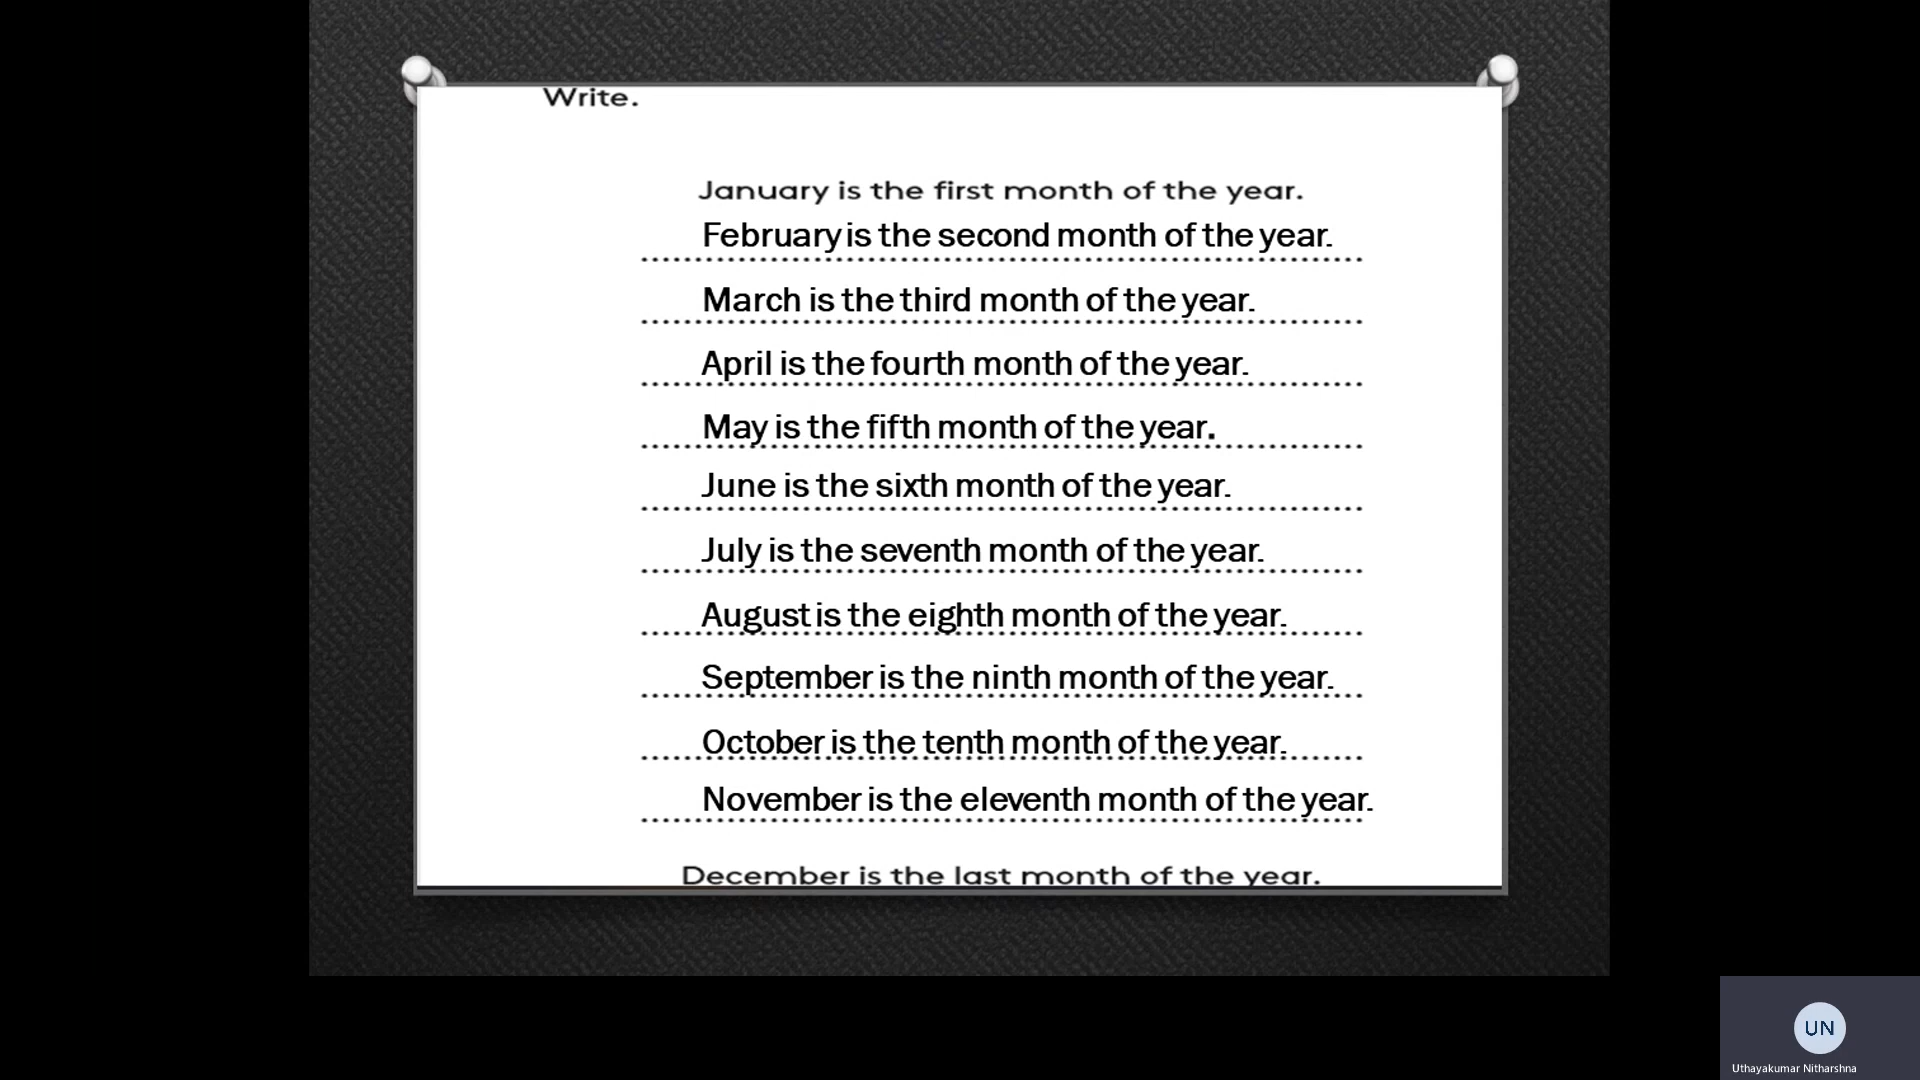 Write.
January is the first month of the year.
February is the second month of the year.
March is the third month of the year.
April is the fourth month of the year.
May is the fifth month of the year.
June is the sixth month of the year.
July is the seventh month of the year.
August is the eighth month of the year.
September is the ninth month of the year.
October is the tenth month of the year.
November is the eleventh month of the year.
December is the last month of the year.
UN
Uthayakumar Nitharshna